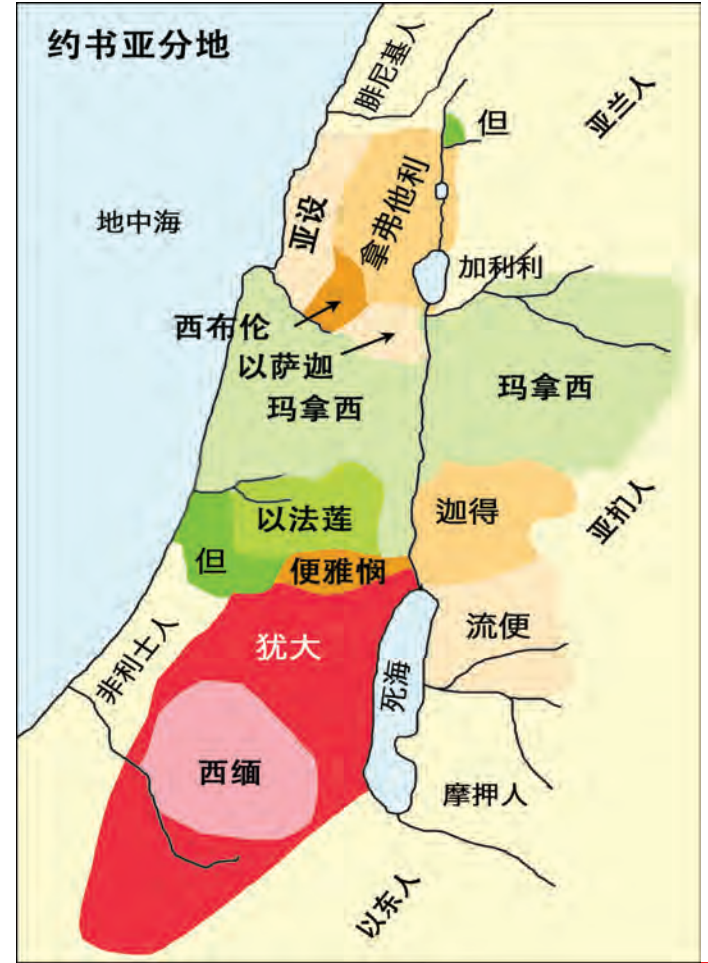 约书亚分地
腓尼基人
但
亚兰人
地中海
亚设
拿弗他利
加利利
西布伦
以萨迦
玛拿西
玛拿西
以法莲
迦得
亚扪人
但
便雅悯
犹大
流便
非利士人
死海
西缅
摩押人
以东人